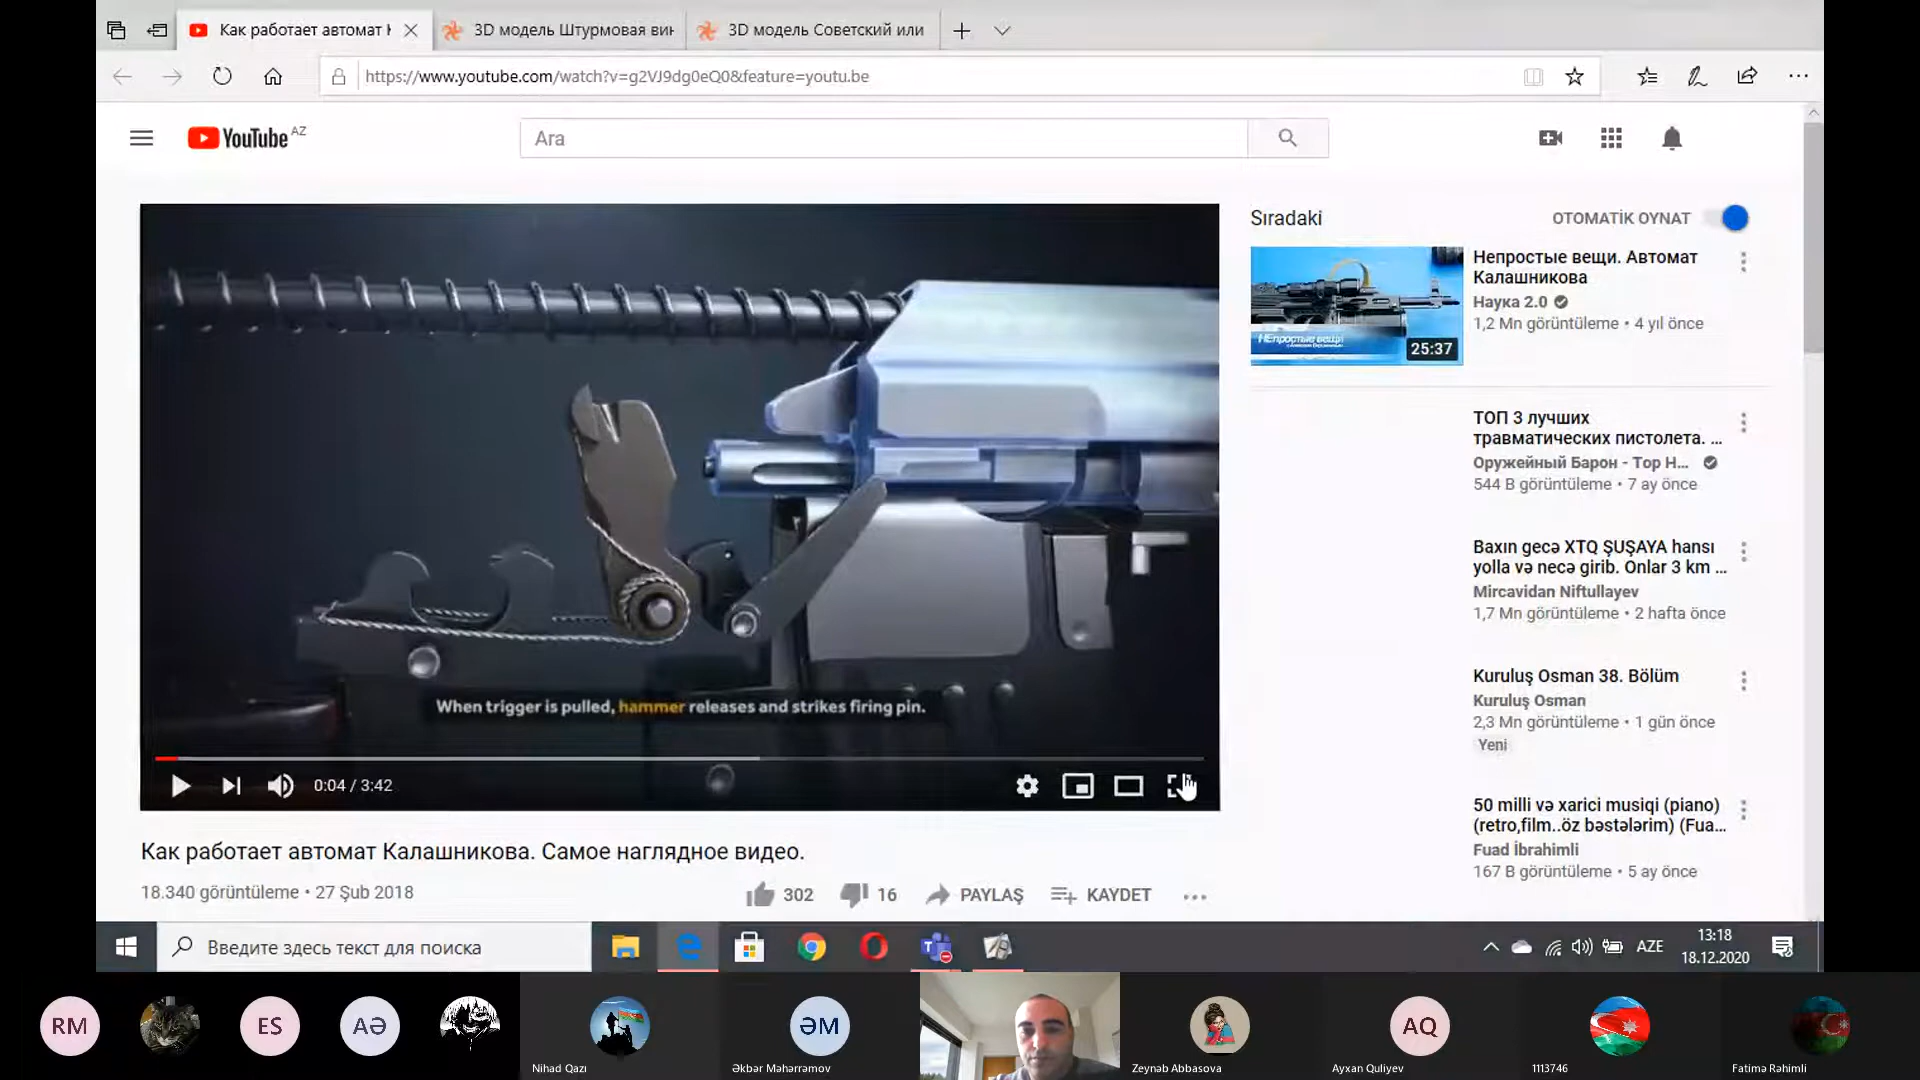 Как работает автомат К
3D модель Штурмовая вин
3D модель Советский или
https://www.youtube.com/watch?v=g2VJ9dg0eQ0&feature=youtu.be
YouTube AZ
Ara
Sıradaki
OTOMATİK OYNAT
Непростые вещи. Автомат
Калашникова
Наука 2.0
1,2 Mn görüntüleme • 4 yıl önce
НЕпростые вещи
25:37
ТОП 3 лучших
травматических пистолета. ...
Оружейный Барон - Top H...
544 B görüntüleme • 7 ay önce
Baxın gecə XTQ ŞUŞAYA hansı
yolla və necə girib. Onlar 3 km ...
Mircavidan Niftullayev
1,7 Mn görüntüleme • 2 hafta önce
Kuruluş Osman 38. Bölüm
Kuruluş Osman
2,3 Mn görüntüleme • 1 gün önce
Yeni
50 milli və xarici musiqi (piano)
(retro,film..öz bəstələrim) (Fua...
Fuad İbrahimli
167 B görüntüleme • 5 ay önce
When trigger is pulled, hammer releases and strikes firing pin.
0:04 / 3:42
Как работает автомат Калашникова. Самое наглядное видео.
18.340 görüntüleme • 27 Şub 2018
302
16
PAYLAŞ
KAYDET
Введите здесь текст для поиска
AZE
13:18
18.12.2020
RM
ES
AƏ
Nihad Qazı
ƏM
Əkbər Məhərrəmov
Zeynəb Abbasova
AQ
Ayxan Quliyev
1113746
Fatimə Rəhimli